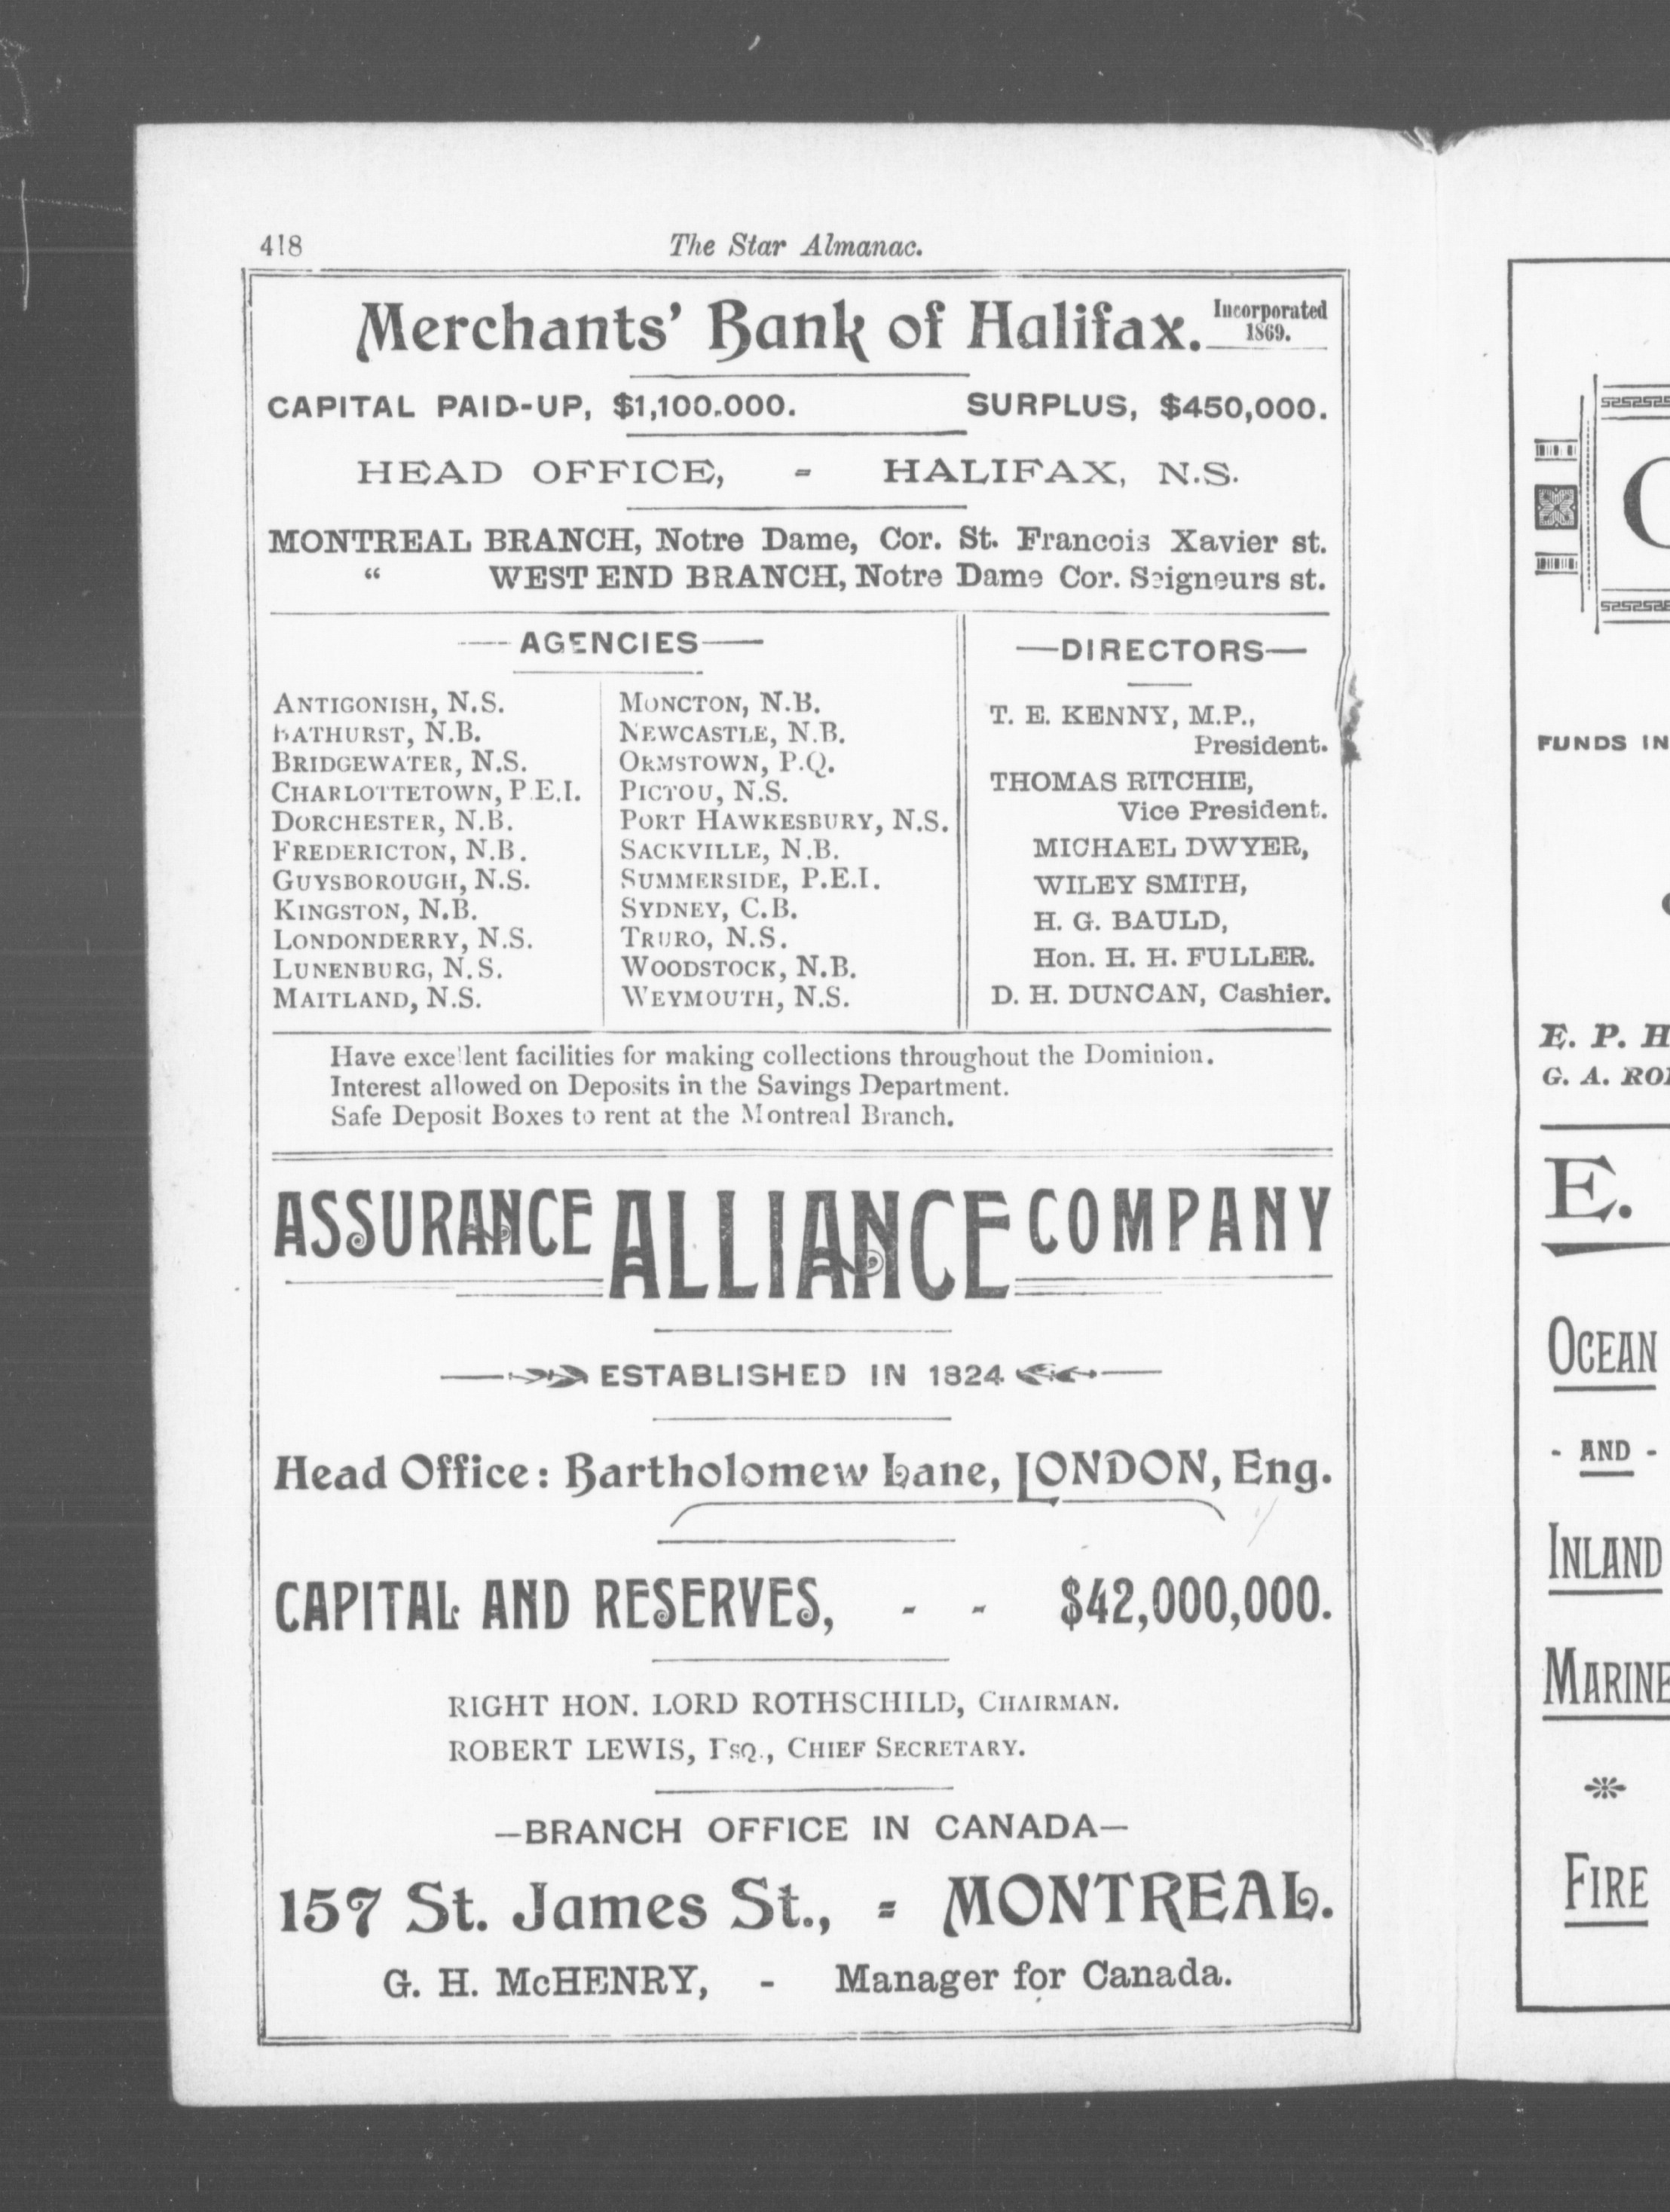 418
The Star Almanac.
Merchants' Bank of Halifax. Incorporated 1869.
CAPITAL PAID-UP, $1,100,000. SURPLUS, $450,000.
HEAD OFFICE, - HALIFAX, N.S.
MONTREAL BRANCH, Notre Dame, Cor. St. Francois Xavier st.
“ WEST END BRANCH, Notre Dame Cor. Seigneurs st.
—AGENCIES—
ANTIGONISH, N.S.
BATHURST, N.B.
BRIDGEWATER, N.S.
CHARLOTTETOWN, P.E.I.
DORCHESTER, N.B.
FREDERICTON, N.B.
GUYSBOROUGH, N.S.
KINGSTON, N.B.
LONDONDERRY, N.S.
LUNENBURG, N.S.
MAITLAND, N.S.
MONCTON, N.B.
NEWCASTLE, N.B.
ORMSTOWN, P.Q.
PICTOU, N.S.
PORT HAWKESBURY, N.S.
SACKVILLE, N.B.
SUMMERSIDE, P.E.I.
SYDNEY, C.B.
TRURO, N.S.
WOODSTOCK, N.B.
WEYMOUTH, N.S.
—DIRECTORS—
T. E. KENNY, M.P.,
President.
THOMAS RITCHIE,
Vice President.
MICHAEL DWYER,
WILEY SMITH,
H. G. BAULD,
Hon. H. H. FULLER.
D. H. DUNCAN, Cashier.
Have excellent facilities for making collections throughout the Dominion.
Interest allowed on Deposits in the Savings Department.
Safe Deposit Boxes to rent at the Montreal Branch.
ASSURANCE ALLIANCE COMPANY
ESTABLISHED IN 1824
Head Office: Bartholomew Lane, LONDON, Eng.
CAPITAL AND RESERVES, - - $42,000,000.
RIGHT HON. LORD ROTHSCHILD, CHAIRMAN.
ROBERT LEWIS, ESQ., CHIEF SECRETARY.
—BRANCH OFFICE IN CANADA—
157 St. James St., = MONTREAL.
G. H. McHENRY, - Manager for Canada.
FUNDS IN
E. P. H
G. A.
E.
OCEAN
- AND -
INLAND
MARINE
FIRE